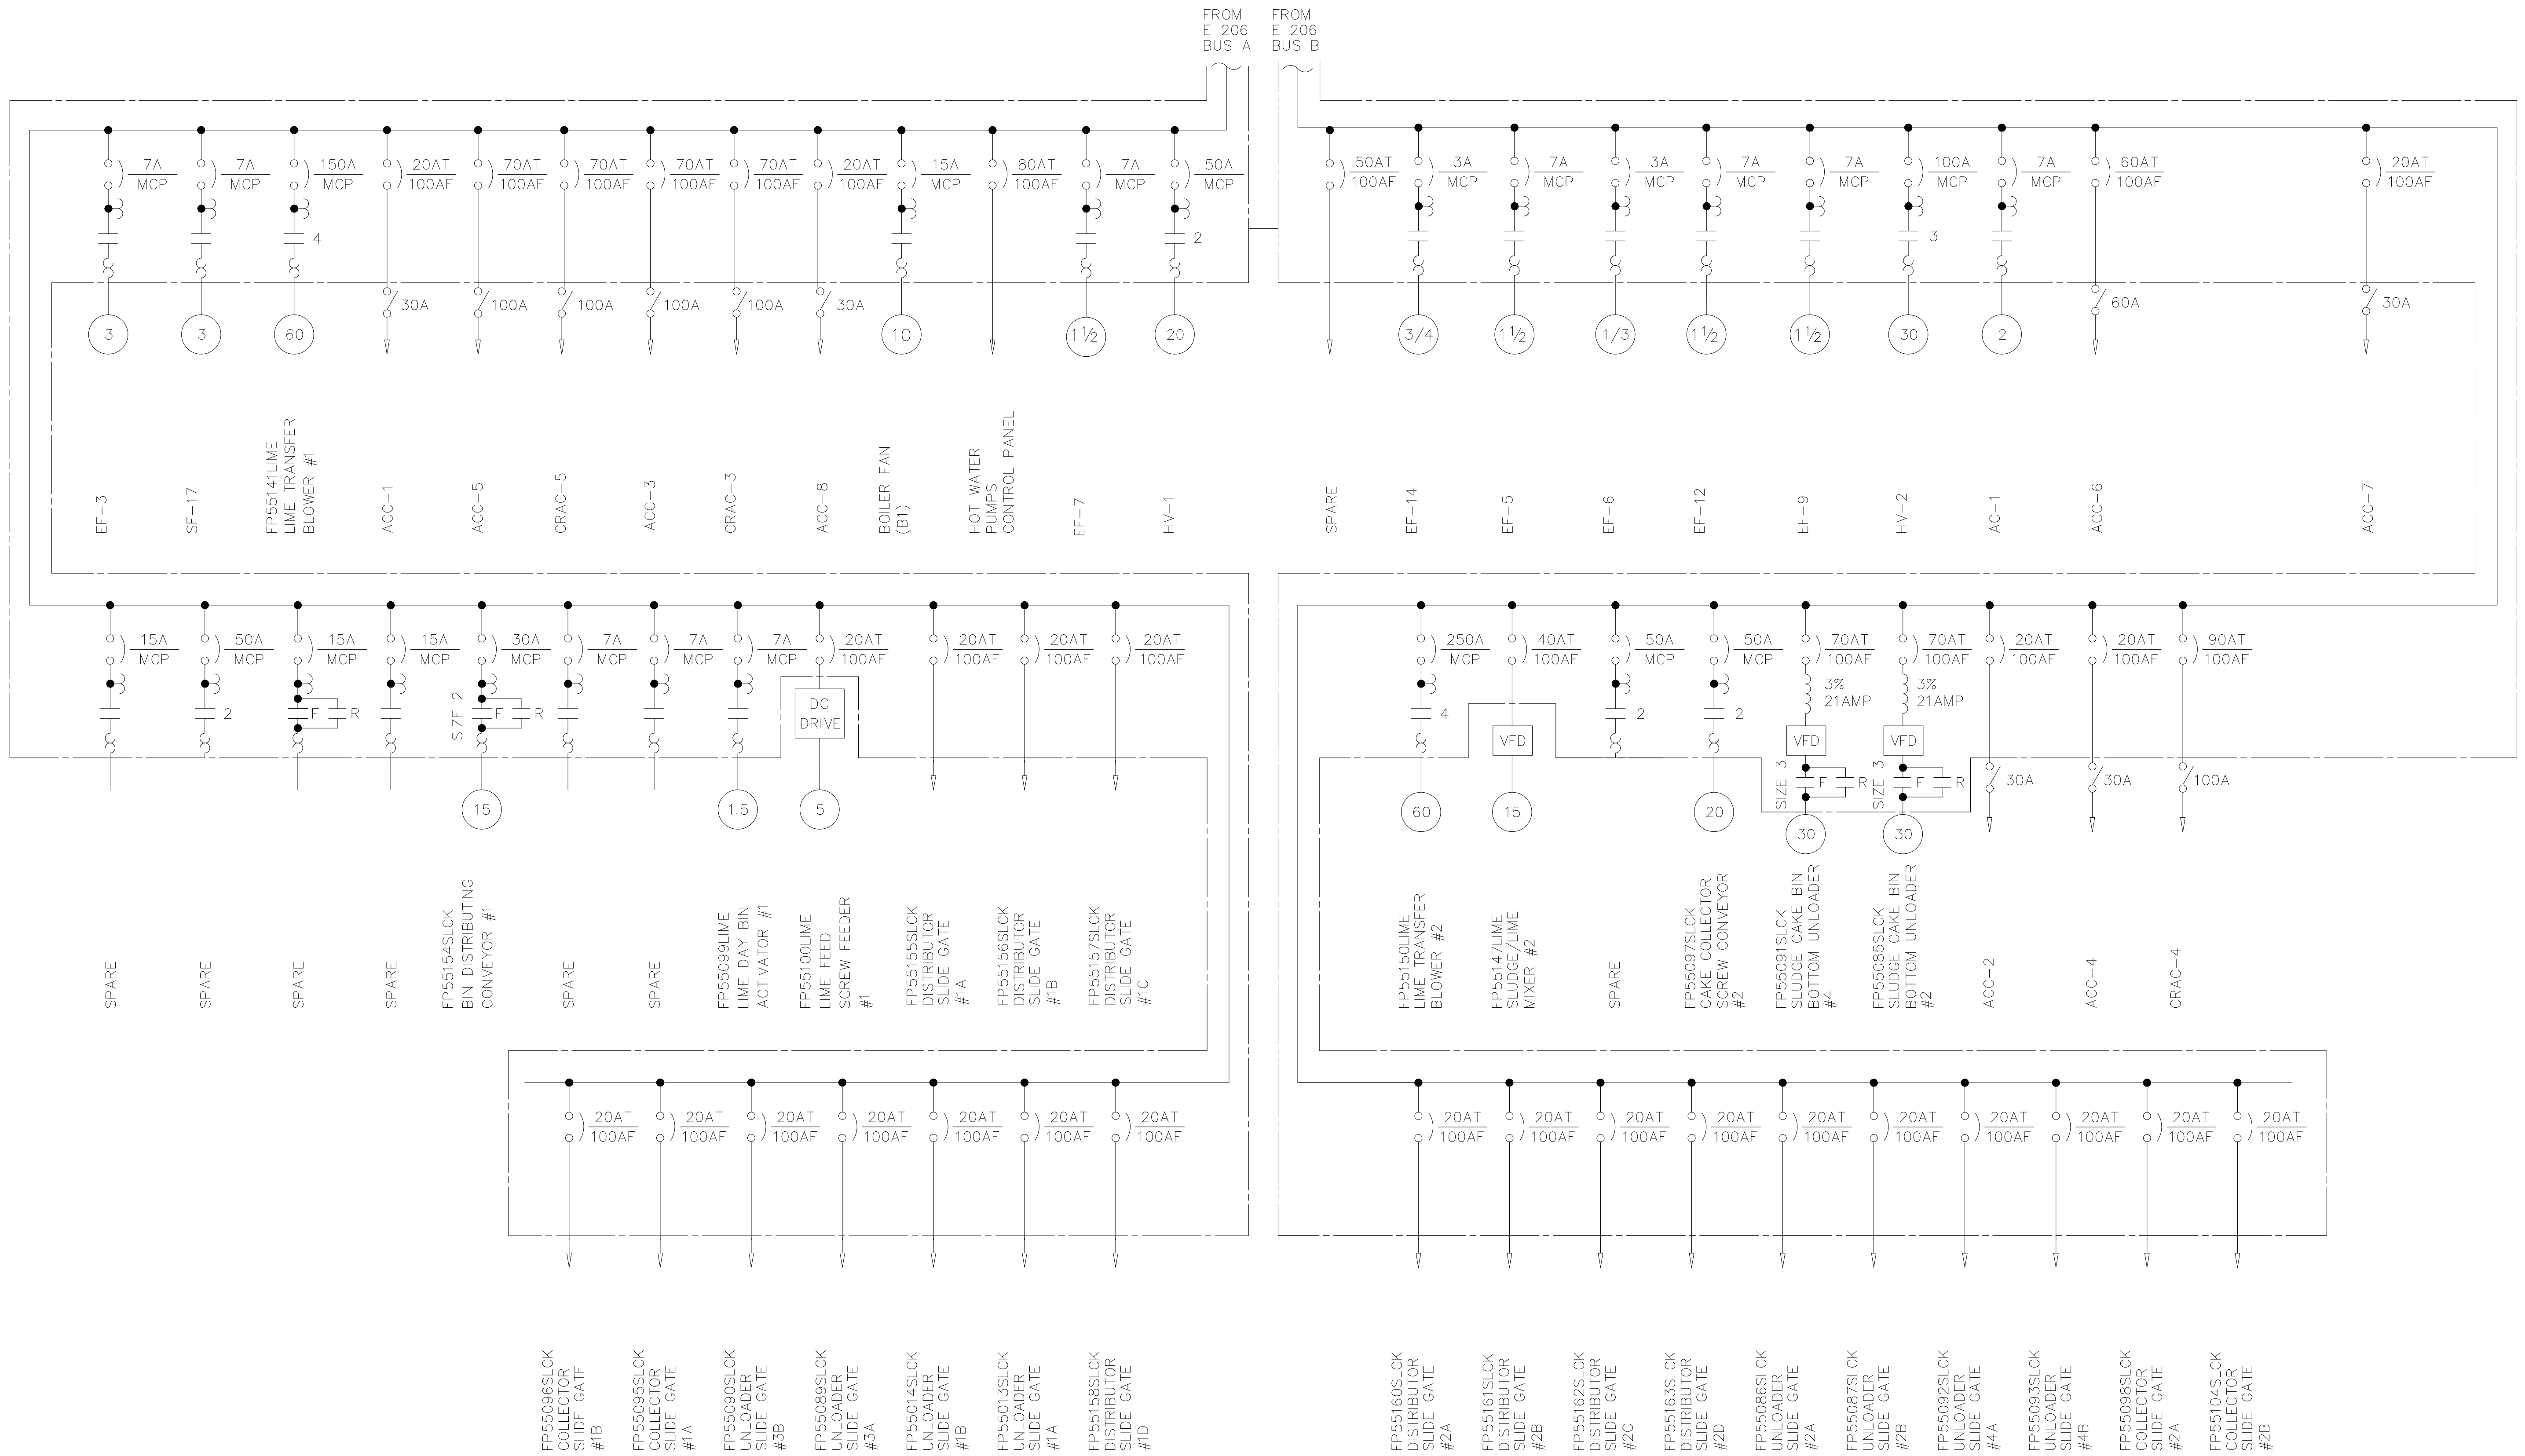 FROM
E 206
BUS A
FROM
E 206
BUS B
7A
MCP
7A
MCP
150A
MCP
20AT
100AF
70AT
100AF
70AT
100AF
70AT
100AF
70AT
100AF
20AT
100AF
15A
MCP
80AT
100AF
7A
MCP
50A
MCP
50AT
100AF
3A
MCP
7A
MCP
3A
MCP
7A
MCP
7A
MCP
100A
MCP
7A
MCP
60AT
100AF
20AT
100AF
4
2
3
30A
100A
100A
100A
100A
30A
60A
30A
3
3
60
10
1 1/2
20
3/4
1 1/2
1/3
1 1/2
1 1/2
30
2
EF-3
SF-17
FP55141LIME
LIME TRANSFER
BLOWER #1
ACC-1
ACC-5
CRAC-5
ACC-3
CRAC-3
ACC-8
BOILER FAN
(B1)
HOT WATER
PUMPS
CONTROL PANEL
EF-7
HV-1
SPARE
EF-14
EF-5
EF-6
EF-12
EF-9
HV-2
AC-1
ACC-6
ACC-7
15A
MCP
50A
MCP
15A
MCP
15A
MCP
30A
MCP
7A
MCP
7A
MCP
7A
MCP
20AT
100AF
20AT
100AF
20AT
100AF
20AT
100AF
250A
MCP
40AT
100AF
50A
MCP
50A
MCP
70AT
100AF
70AT
100AF
20AT
100AF
20AT
100AF
90AT
100AF
2
F
R
SIZE 2
F
R
DC
DRIVE
4
VFD
2
2
3%
21AMP
VFD
3%
21AMP
VFD
SIZE 3
F
R
SIZE 3
F
R
30A
30A
100A
15
1.5
5
60
15
20
30
30
SPARE
SPARE
SPARE
SPARE
FP55154SLCK
BIN DISTRIBUTING
CONVEYOR #1
SPARE
SPARE
FP55099LIME
LIME DAY BIN
ACTIVATOR #1
FP55100LIME
LIME FEED
SCREW FEEDER
#1
FP55155SLCK
DISTRIBUTOR
SLIDE GATE
#1A
FP55156SLCK
DISTRIBUTOR
SLIDE GATE
#1B
FP55157SLCK
DISTRIBUTOR
SLIDE GATE
#1C
FP55150LIME
LIME TRANSFER
BLOWER #2
FP55147LIME
SLUDGE/LIME
MIXER #2
SPARE
FP55097SLCK
CAKE COLLECTOR
SCREW CONVEYOR
#2
FP55091SLCK
SLUDGE CAKE BIN
BOTTOM UNLOADER
#4
FP55085SLCK
SLUDGE CAKE BIN
BOTTOM UNLOADER
#2
ACC-2
ACC-4
CRAC-4
20AT
100AF
20AT
100AF
20AT
100AF
20AT
100AF
20AT
100AF
20AT
100AF
20AT
100AF
20AT
100AF
20AT
100AF
20AT
100AF
20AT
100AF
20AT
100AF
20AT
100AF
20AT
100AF
20AT
100AF
20AT
100AF
20AT
100AF
FP55096SLCK
COLLECTOR
SLIDE GATE
#1B
FP55095SLCK
COLLECTOR
SLIDE GATE
#1A
FP55090SLCK
UNLOADER
SLIDE GATE
#3B
FP55089SLCK
UNLOADER
SLIDE GATE
#3A
FP55014SLCK
UNLOADER
SLIDE GATE
#1B
FP55013SLCK
UNLOADER
SLIDE GATE
#1A
FP55158SLCK
DISTRIBUTOR
SLIDE GATE
#1D
FP55160SLCK
DISTRIBUTOR
SLIDE GATE
#2A
FP55161SLCK
DISTRIBUTOR
SLIDE GATE
#2B
FP55162SLCK
DISTRIBUTOR
SLIDE GATE
#2C
FP55163SLCK
DISTRIBUTOR
SLIDE GATE
#2D
FP55086SLCK
UNLOADER
SLIDE GATE
#2A
FP55087SLCK
UNLOADER
SLIDE GATE
#2B
FP55092SLCK
UNLOADER
SLIDE GATE
#4A
FP55093SLCK
UNLOADER
SLIDE GATE
#4B
FP55098SLCK
COLLECTOR
SLIDE GATE
#2A
FP55104SLCK
COLLECTOR
SLIDE GATE
#2B